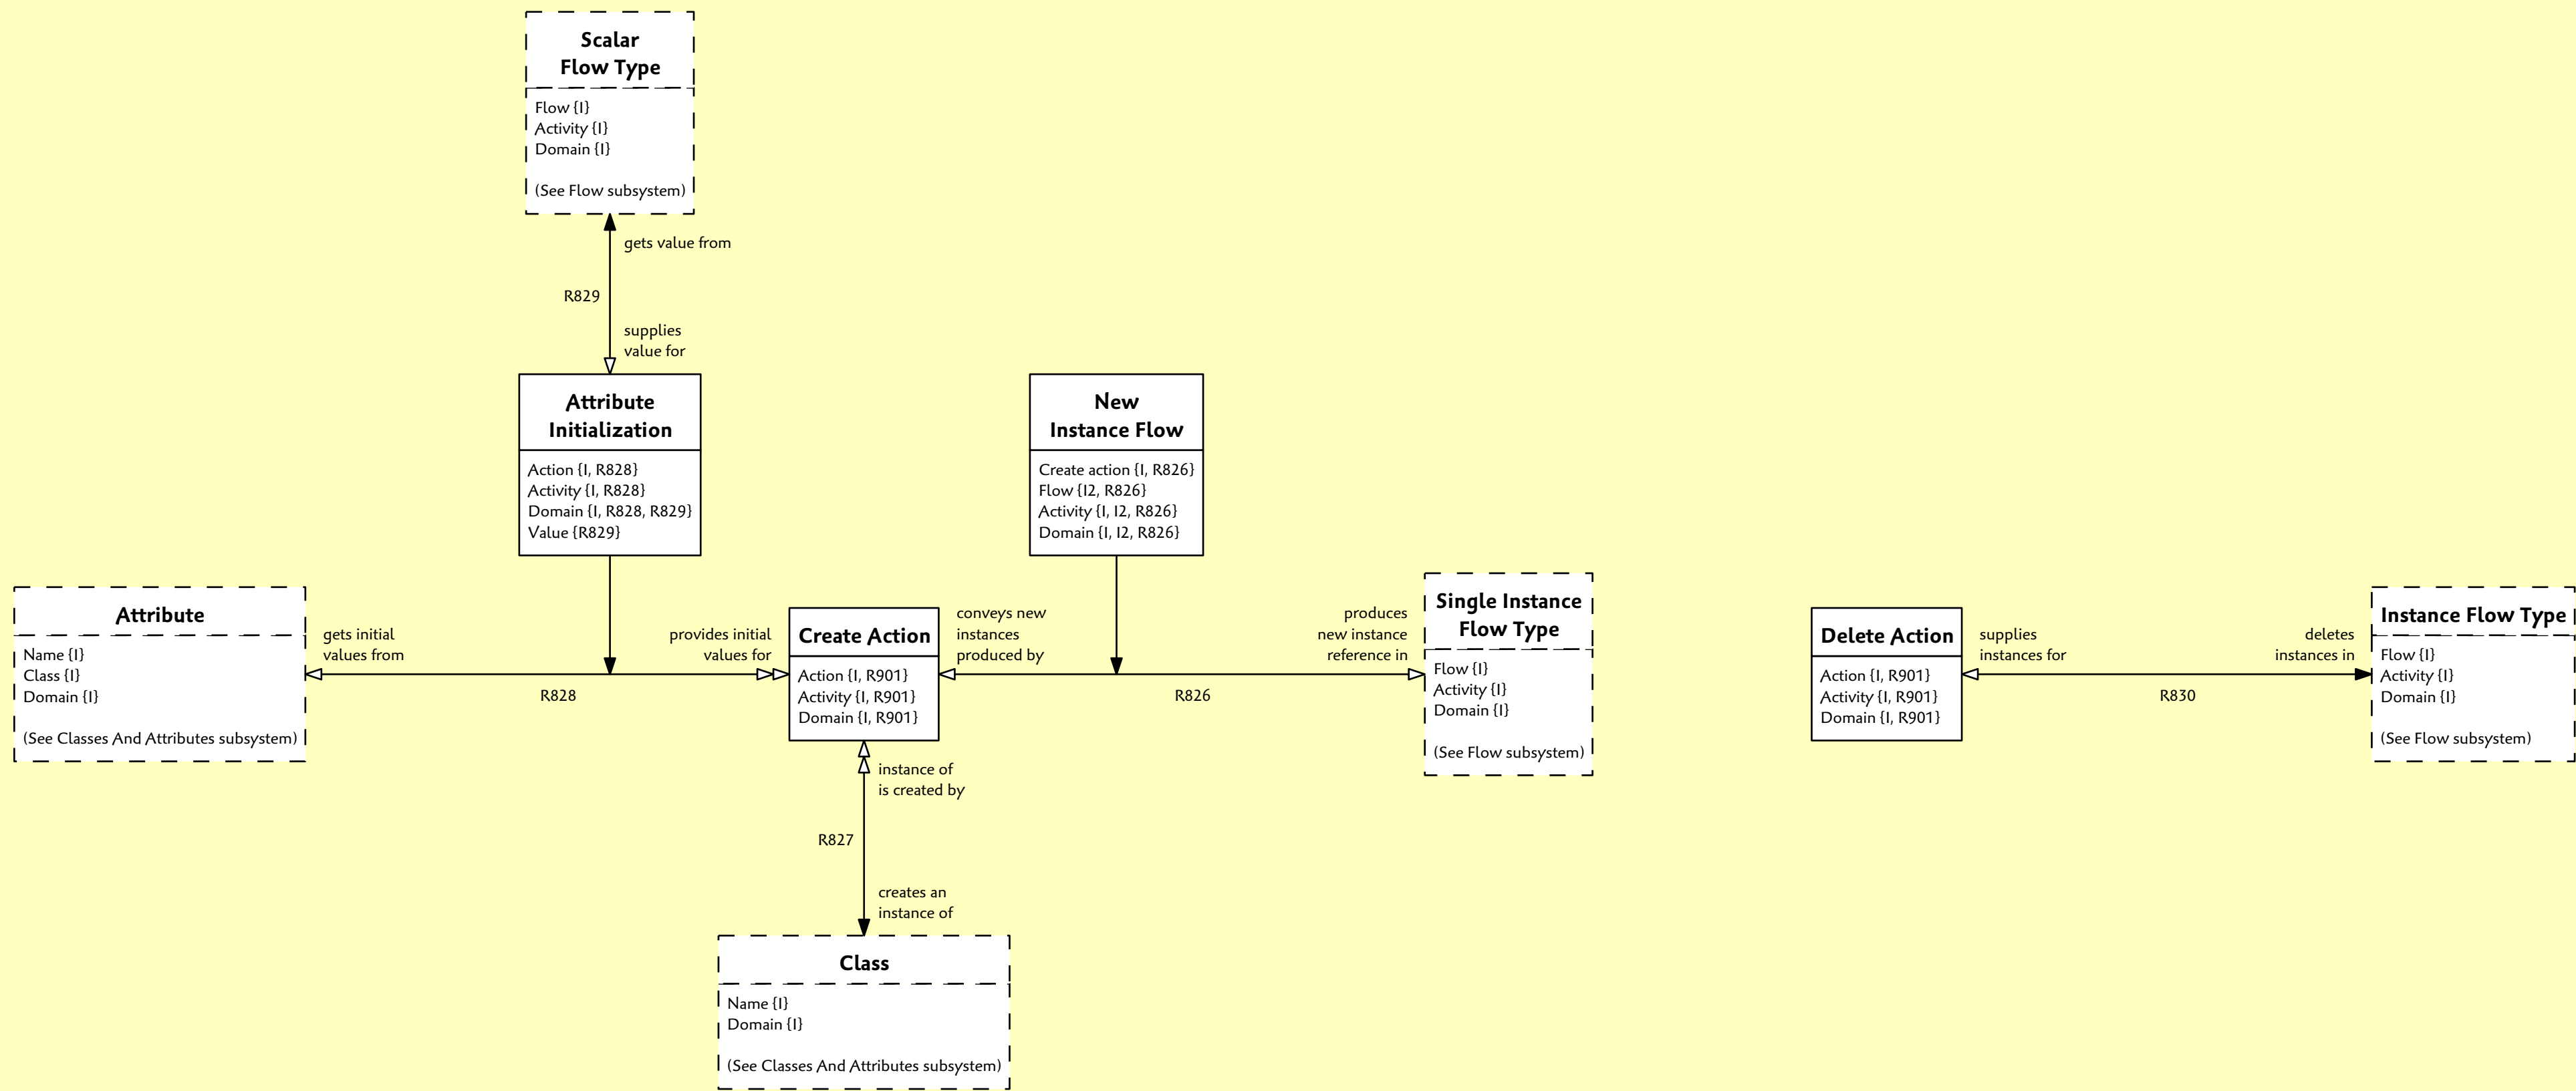 Scalar
Flow Type
Flow {I}
Activity {I}
Domain {I}
(See Flow subsystem)
gets value from
R829
supplies
value for
Attribute
Initialization
Action {I, R828}
Activity {I, R828}
Domain {I, R828, R829}
Value {R829}
New
Instance Flow
Create action {I, R826}
Flow {I2, R826}
Activity {I, I2, R826}
Domain {I, I2, R826}
Attribute
Name {I}
Class {I}
Domain {I}
(See Classes And Attributes subsystem)
gets initial
values from
R828
provides initial
values for
Create Action
Action {I, R901}
Activity {I, R901}
Domain {I, R901}
conveys new
instances
produced by
R826
produces
new instance
reference in
Single Instance
Flow Type
Flow {I}
Activity {I}
Domain {I}
(See Flow subsystem)
Delete Action
Action {I, R901}
Activity {I, R901}
Domain {I, R901}
supplies
instances for
R830
deletes
instances in
Instance Flow Type
Flow {I}
Activity {I}
Domain {I}
(See Flow subsystem)
instance of
is created by
R827
creates an
instance of
Class
Name {I}
Domain {I}
(See Classes And Attributes subsystem)